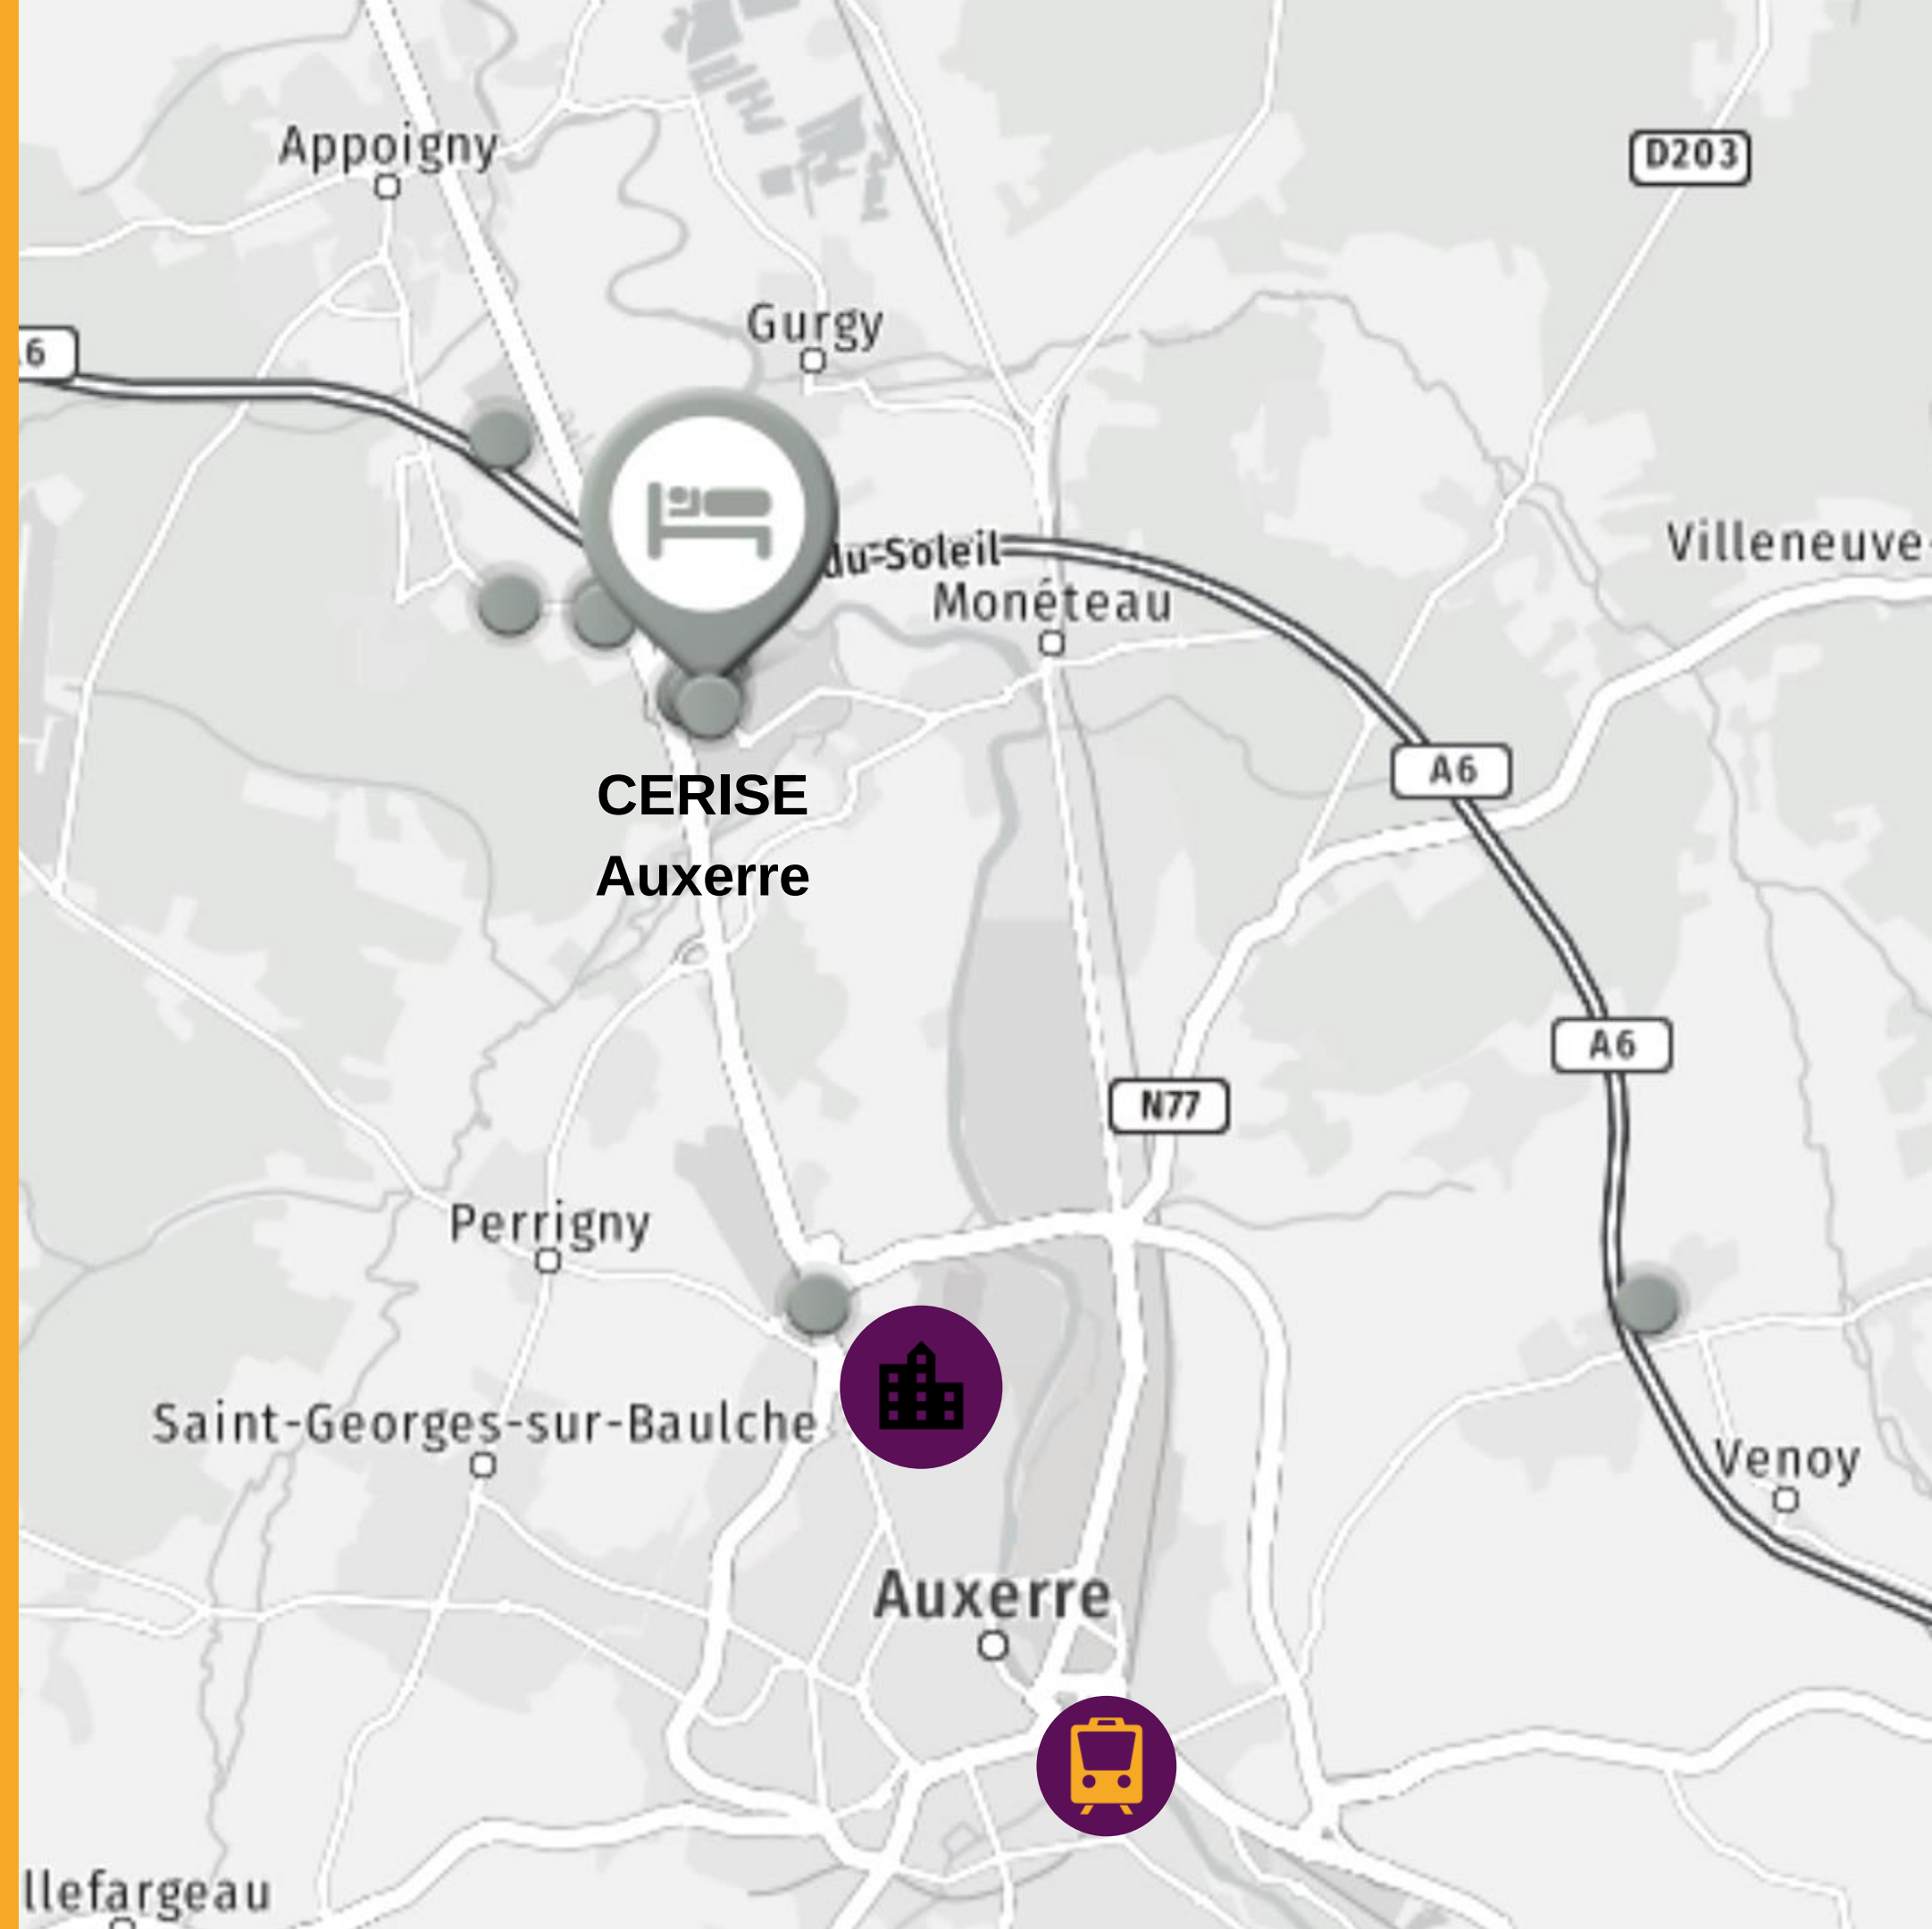 Appoigny
D203
Gurgy
6
du-Soleil
Villeneuve-
Monéteau
A6
CERISE
Auxerre
A6
N77
Perrigny
Saint-Georges-sur-Baulche
Venoy
Auxerre
llefargeau